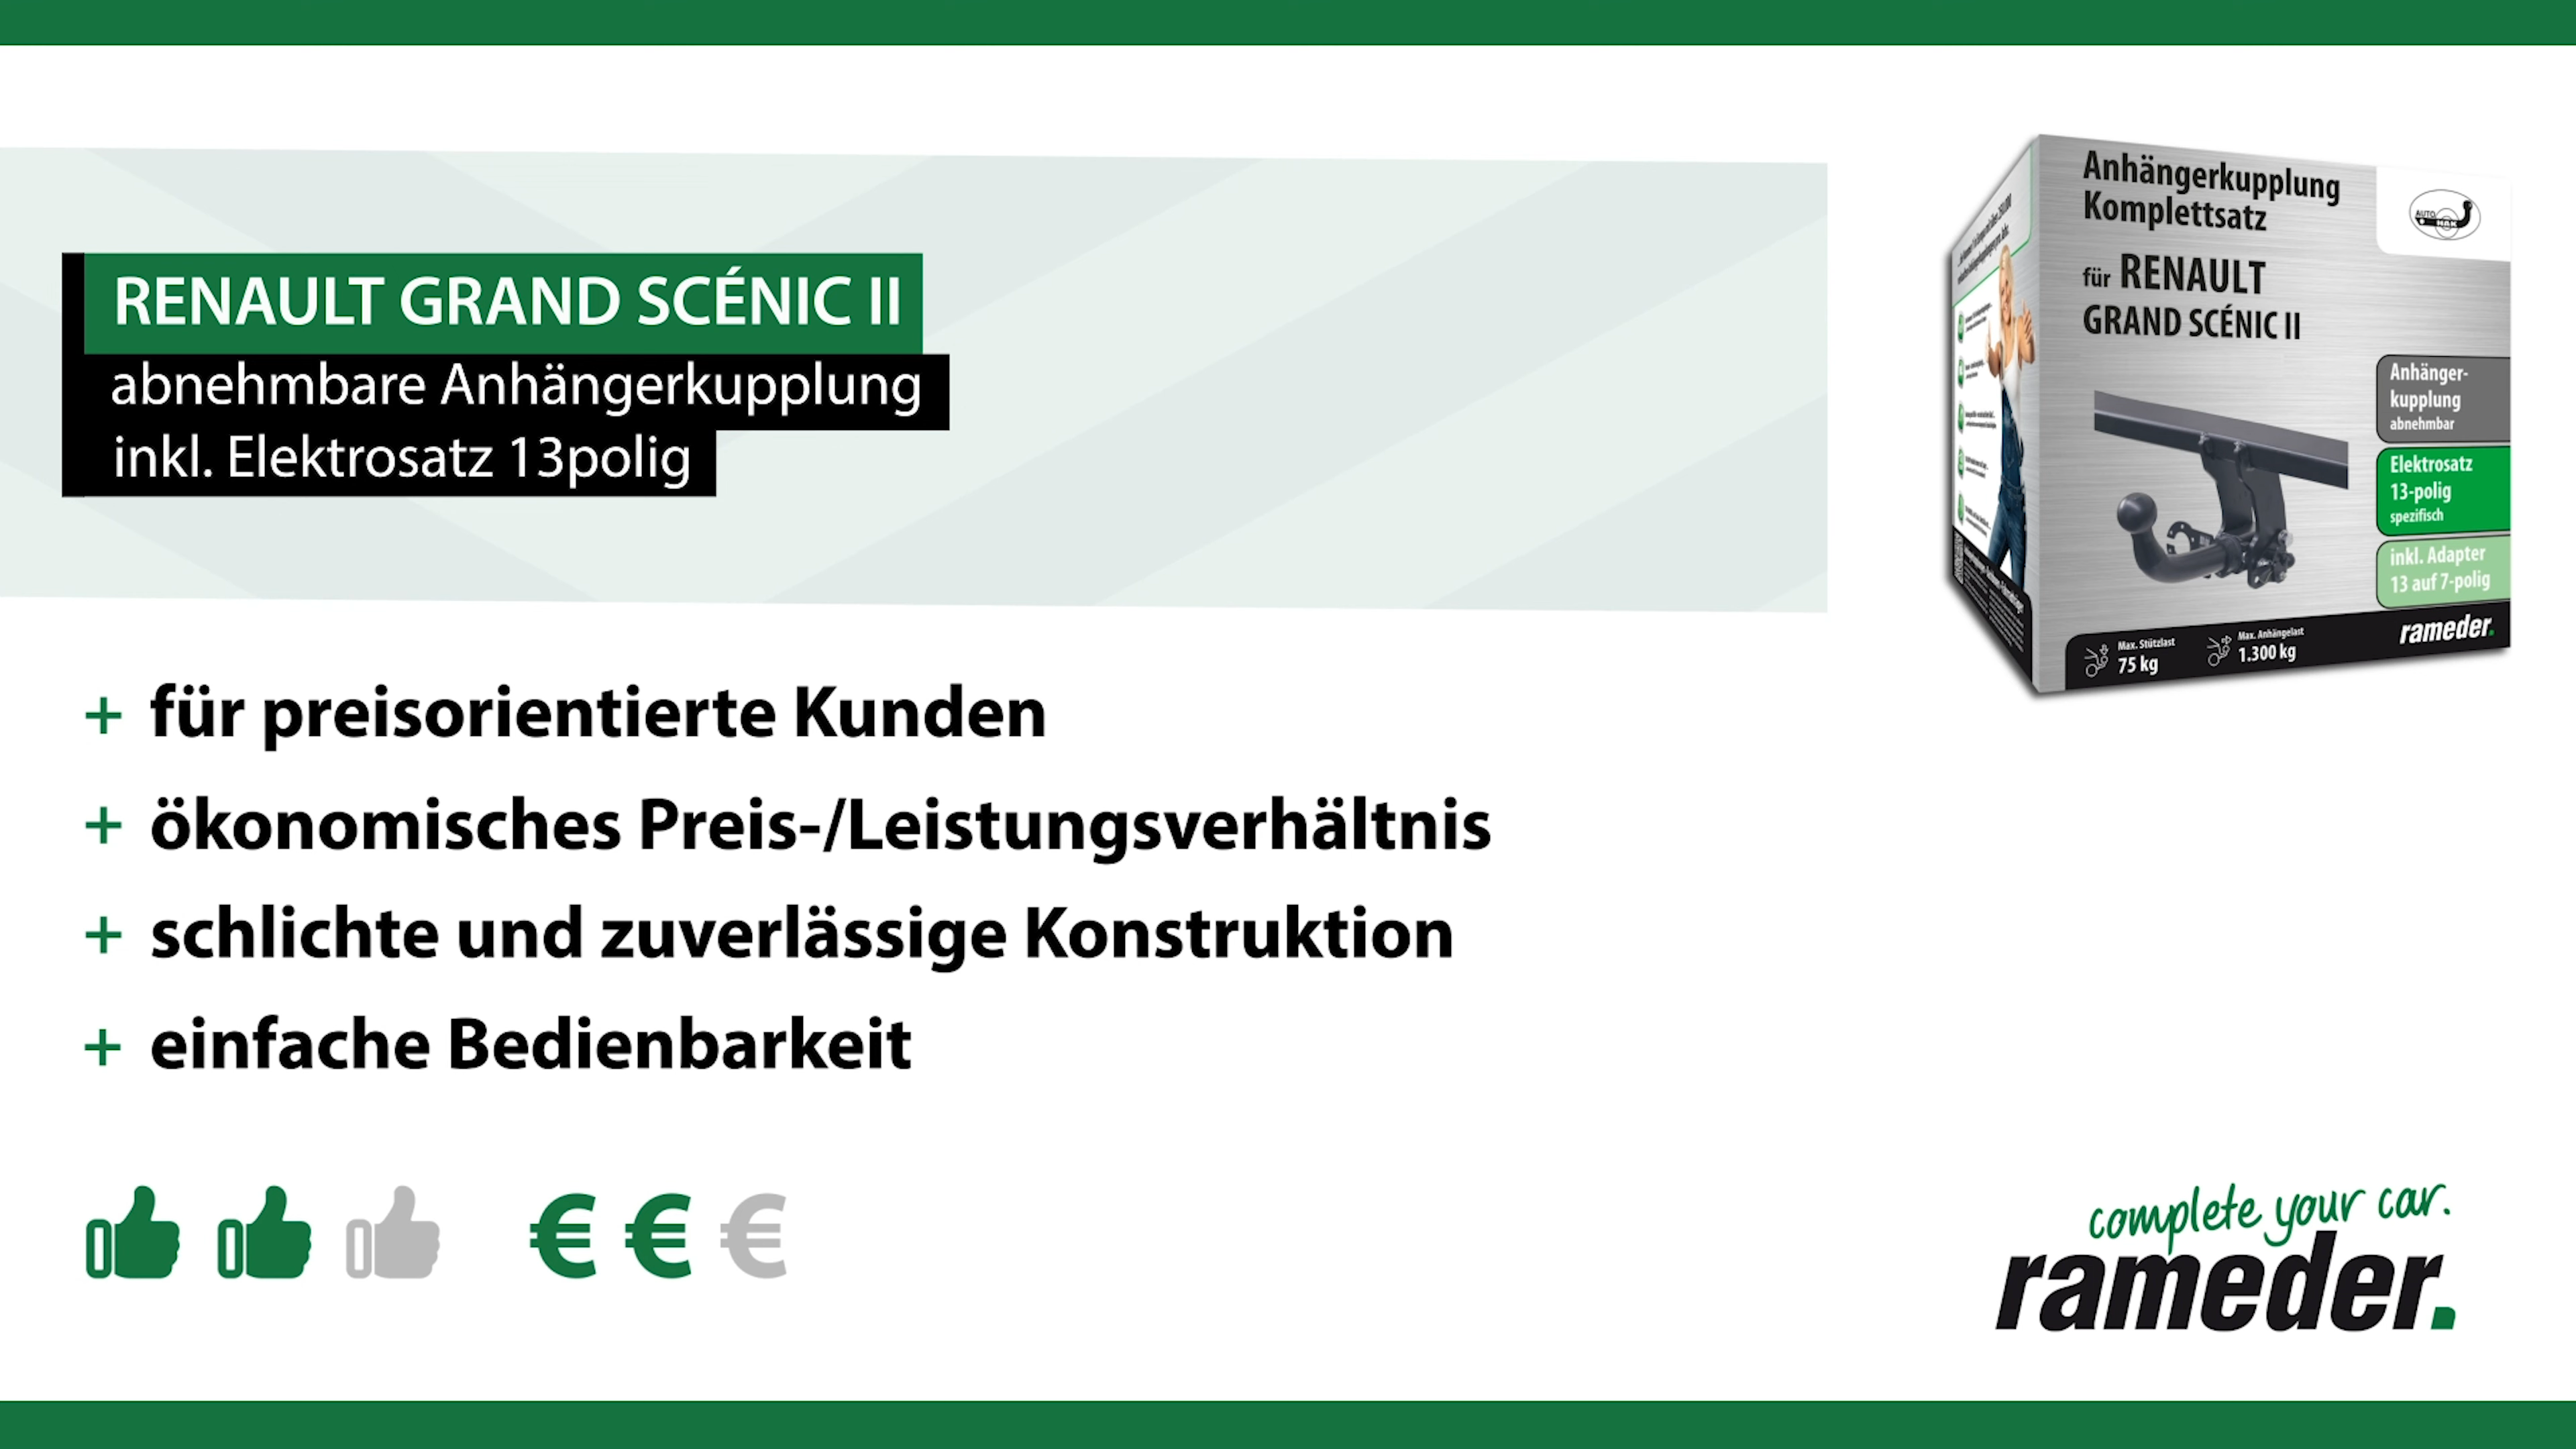 RENAULT GRAND SCÉNIC II
abnehmbare Anhängerkupplung
inkl. Elektrosatz 13polig
Anhängerkupplung
Komplettsatz
für RENAULT
GRAND SCÉNIC II
AUTO
HAK
Anhänger-
kupplung
abnehmbar
Elektrosatz
13-polig
spezifisch
inkl. Adapter
13 auf 7-polig
Max. Stützlast
75 kg
Max. Anhängelast
1.300 kg
rameder.
+ für preisorientierte Kunden
+ ökonomisches Preis-/Leistungsverhältnis
+ schlichte und zuverlässige Konstruktion
+ einfache Bedienbarkeit
€ € €
complete your car.
rameder.